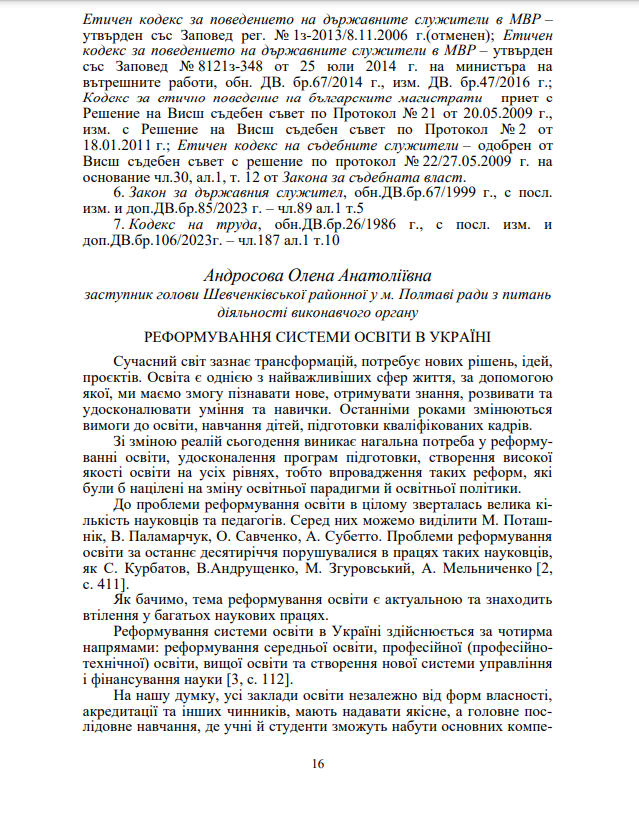 Етичен кодекс за поведението на държавните служители в МВР –
утвърден със Заповед рег. № 1з-2013/8.11.2006 г.(отменен); Етичен
кодекс за поведението на държавните служители в МВР – утвърден
със Заповед № 8121з-348 от 25 юли 2014 г. на министъра на
вътрешните работи, обн. ДВ. бр.67/2014 г., изм. ДВ. бр.47/2016 г.;
Кодекс за етично поведение на българските магистрати приет с
Решение на Висш съдебен съвет по Протокол № 21 от 20.05.2009 г.,
изм. с Решение на Висш съдебен съвет по Протокол № 2 от
18.01.2011 г.; Етичен кодекс на съдебните служители – одобрен от
Висш съдебен съвет с решение по протокол № 22/27.05.2009 г. на
основание чл.30, ал.1, т. 12 от Закона за съдебната власт.
6. Закон за държавния служител, обн.ДВ.бр.67/1999 г., с посл.
изм. и доп.ДВ.бр.85/2023 г. – чл.89 ал.1 т.5
7. Кодекс на труда, обн.ДВ.бр.26/1986 г., с посл. изм. и
доп.ДВ.бр.106/2023г. – чл.187 ал.1 т.10
Андросова Олена Анатоліївна
заступник голови Шевченківської районної у м. Полтаві ради з питань
діяльності виконавчого органу
РЕФОРМУВАННЯ СИСТЕМИ ОСВІТИ В УКРАЇНІ
Сучасний світ зазнає трансформацій, потребує нових рішень, ідей,
проєктів. Освіта є однією з найважливіших сфер життя, за допомогою
якої, ми маємо змогу пізнавати нове, отримувати знання, розвивати та
удосконалювати уміння та навички. Останніми роками змінюються
вимоги до освіти, навчання дітей, підготовки кваліфікованих кадрів.
Зі зміною реалій сьогодення виникає нагальна потреба у реформу-
ванні освіти, удосконалення програм підготовки, створення високої
якості освіти на усіх рівнях, тобто впровадження таких реформ, які
були б націлені на зміну освітньої парадигми й освітньої політики.
До проблеми реформування освіти в цілому зверталась велика кі-
лькість науковців та педагогів. Серед них можемо виділити М. Поташ-
нік, В. Паламарчук, О. Савченко, А. Субетто. Проблеми реформування
освіти за останнє десятиріччя порушувалися в працях таких науковців,
як С. Курбатов, В.Андрущенко, М. Згуровський, А. Мельниченко [2,
с. 411].
Як бачимо, тема реформування освіти є актуальною та знаходить
втілення у багатьох наукових працях.
Реформування системи освіти в Україні здійснюється за чотирма
напрямами: реформування середньої освіти, професійної (професійно-
технічної) освіти, вищої освіти та створення нової системи управління
і фінансування науки [3, с. 112].
На нашу думку, усі заклади освіти незалежно від форм власності,
акредитації та інших чинників, мають надавати якісне, а головне пос-
лідовне навчання, де учні й студенти зможуть набути основних компе-
16